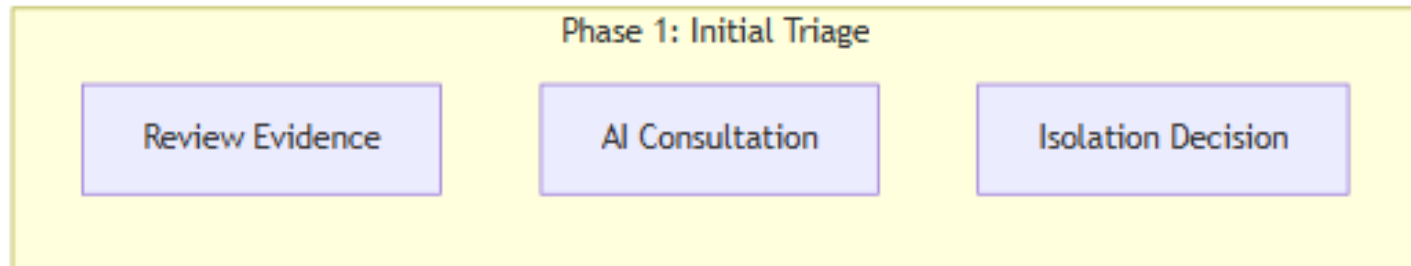 Phase 1: Initial Triage
Review Evidence
AI Consultation
Isolation Decision